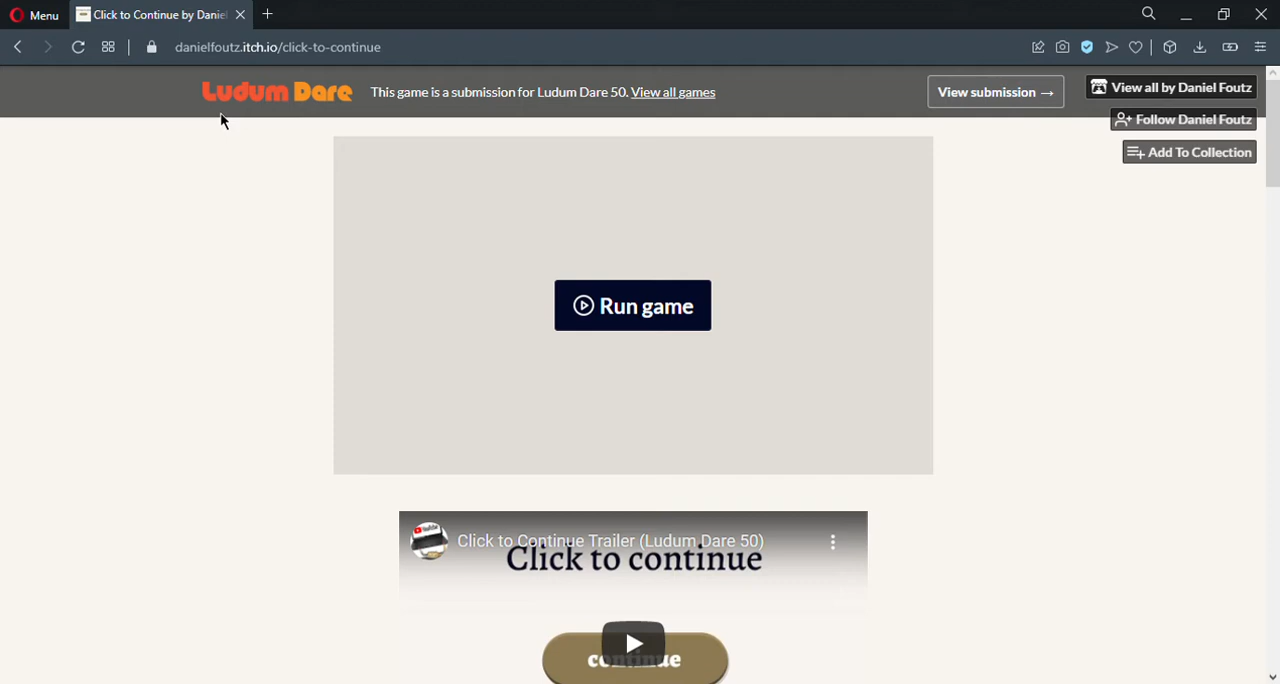 Menu
Click to Continue by Danie
danielfoutz.itch.io/click-to-continue
Ludum Dare
This game is a submission for Ludum Dare 50. View all games
View submission →
View all by Daniel Foutz
Follow Daniel Foutz
Add To Collection
Run game
Click to Continue Trailer (Ludum Dare 50)
Click to continue
continue